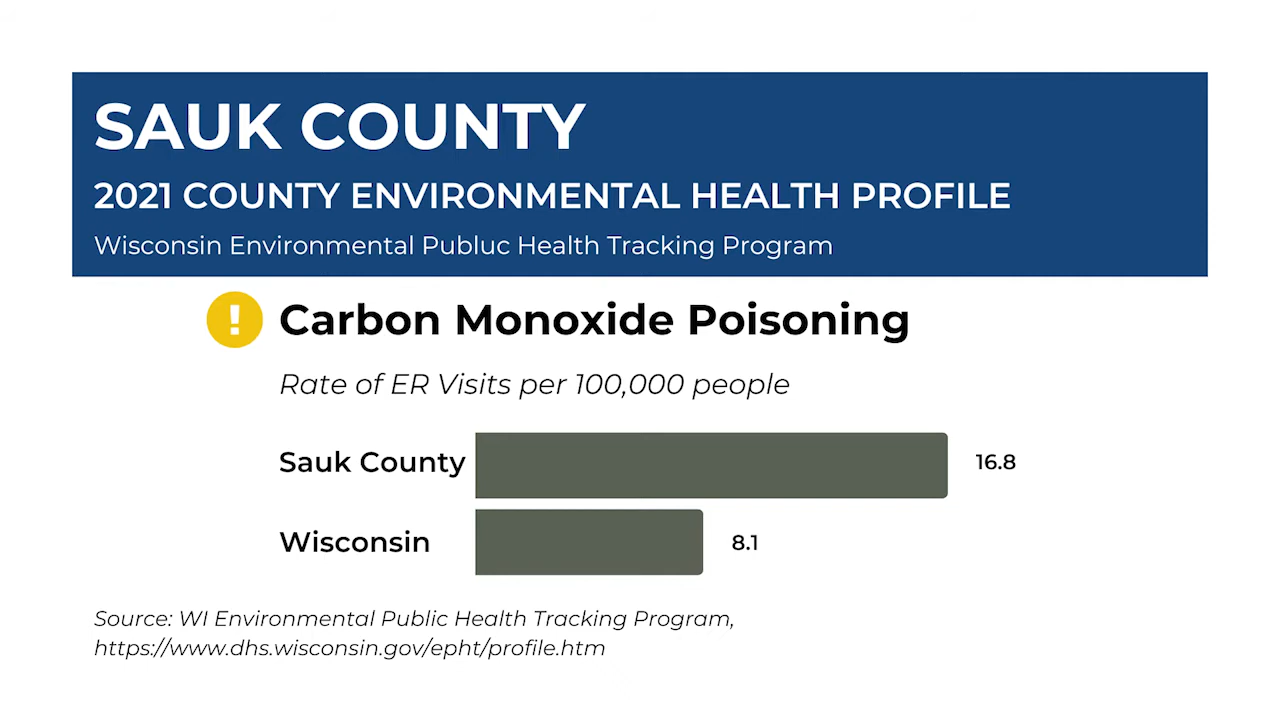 SAUK COUNTY
2021 COUNTY ENVIRONMENTAL HEALTH PROFILE
Wisconsin Environmental Publuc Health Tracking Program
! Carbon Monoxide Poisoning
Rate of ER Visits per 100,000 people
Sauk County 16.8
Wisconsin 8.1
Source: WI Environmental Public Health Tracking Program,
https://www.dhs.wisconsin.gov/epht/profile.htm